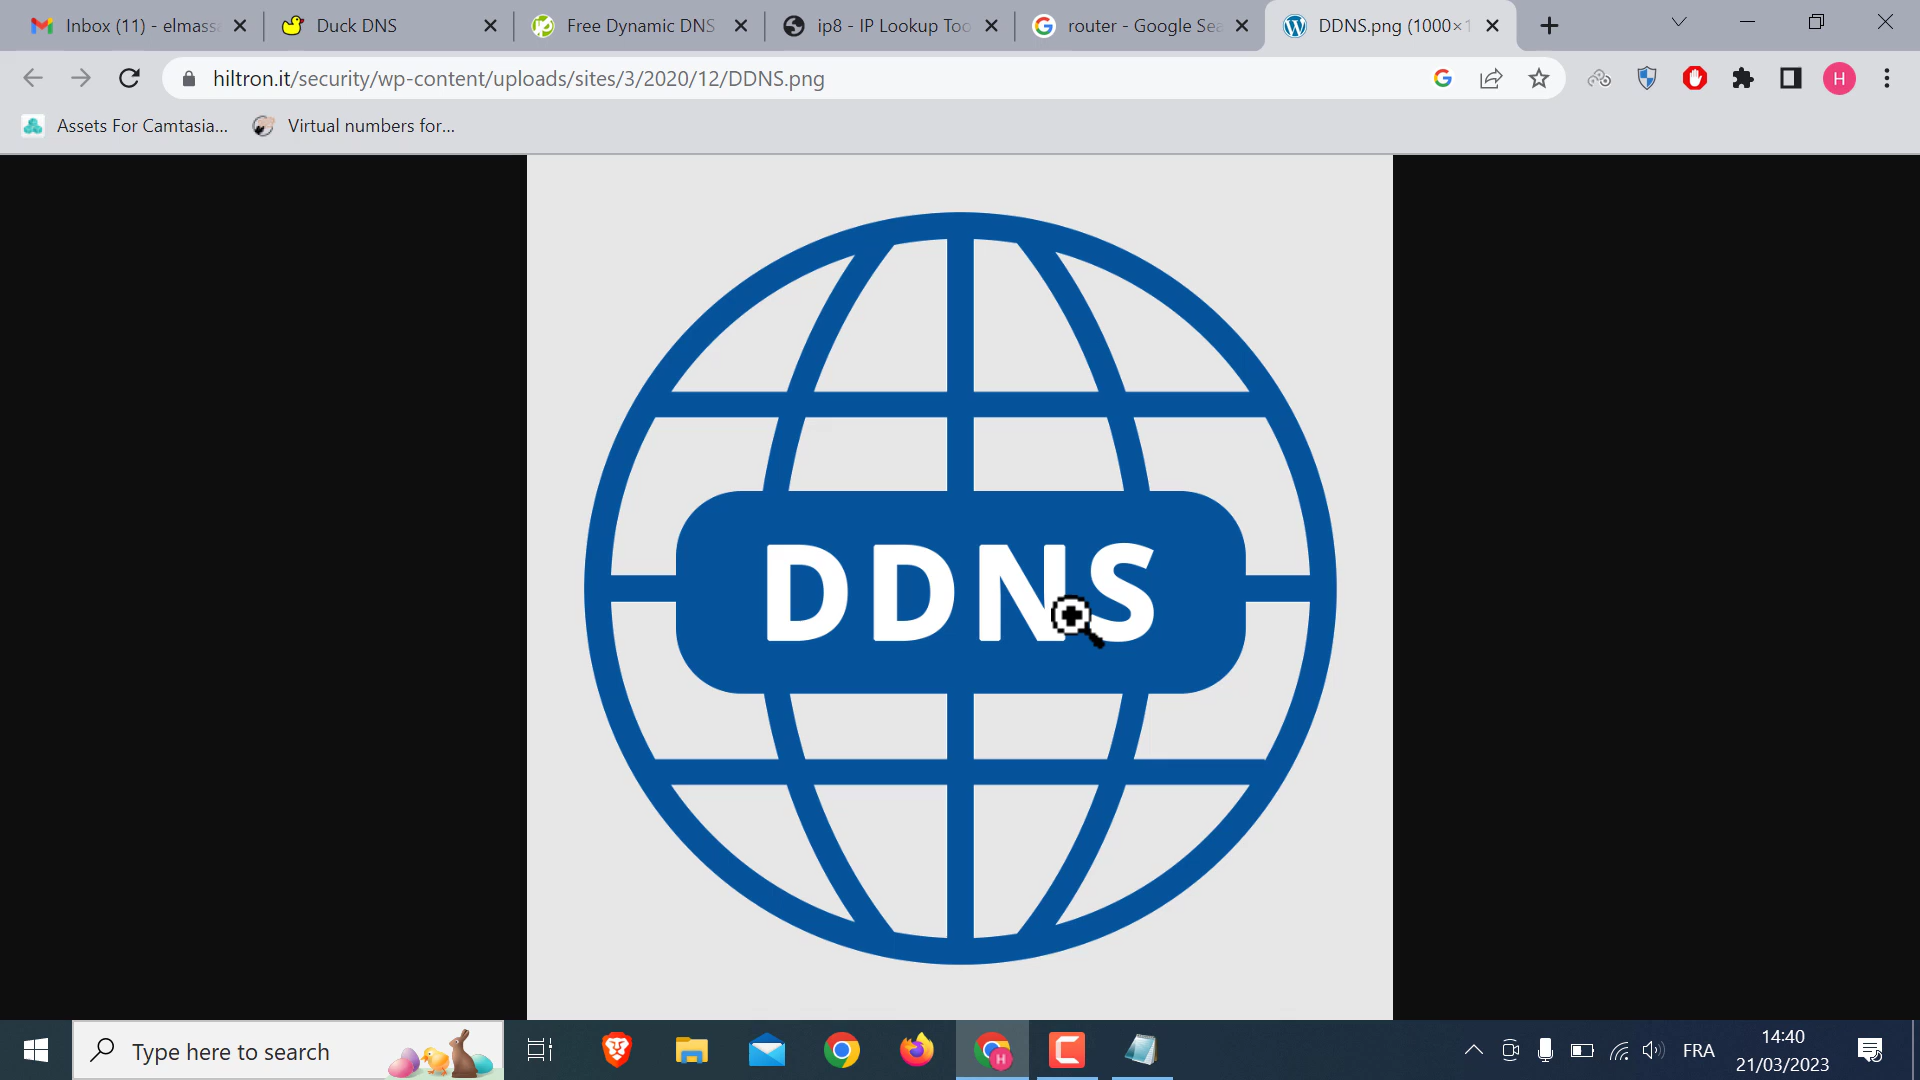 Inbox (11) - elmass
Duck DNS
Free Dynamic DNS
ip8 - IP Lookup Too
router - Google Sea
DDNS.png (1000×1
hiltron.it/security/wp-content/uploads/sites/3/2020/12/DDNS.png
H
Assets For Camtasia...
Virtual numbers for...
DDNS
Type here to search
H
FRA
14:40
21/03/2023